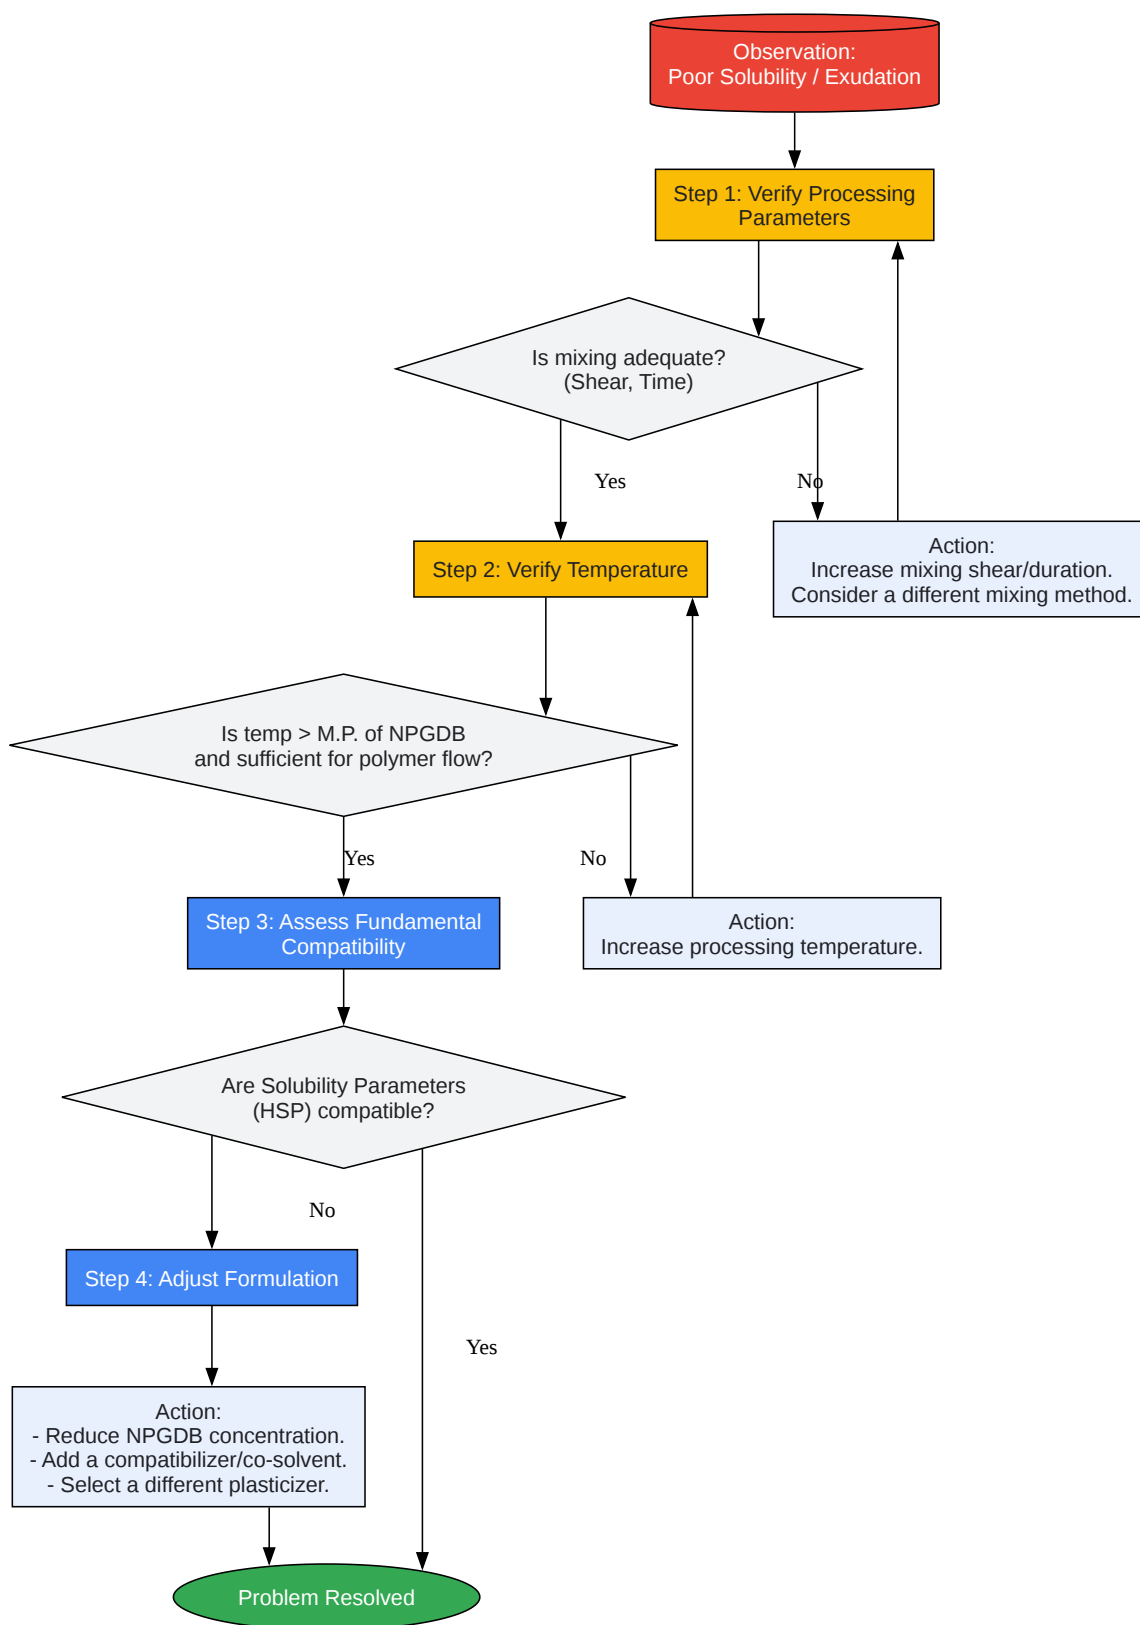 Observation:
Poor Solubility / Exudation
Step 1: Verify Processing
Parameters
Is mixing adequate?
(Shear, Time)
Yes
No
Action:
Increase mixing shear/duration.
Consider a different mixing method.
Step 2: Verify Temperature
Is temp > M.P. of NPGDB
and sufficient for polymer flow?
Yes
No
Step 3: Assess Fundamental
Compatibility
Action:
Increase processing temperature.
Are Solubility Parameters
(HSP) compatible?
No
Step 4: Adjust Formulation
Yes
Action:
- Reduce NPGDB concentration.
- Add a compatibilizer/co-solvent.
- Select a different plasticizer.
Problem Resolved